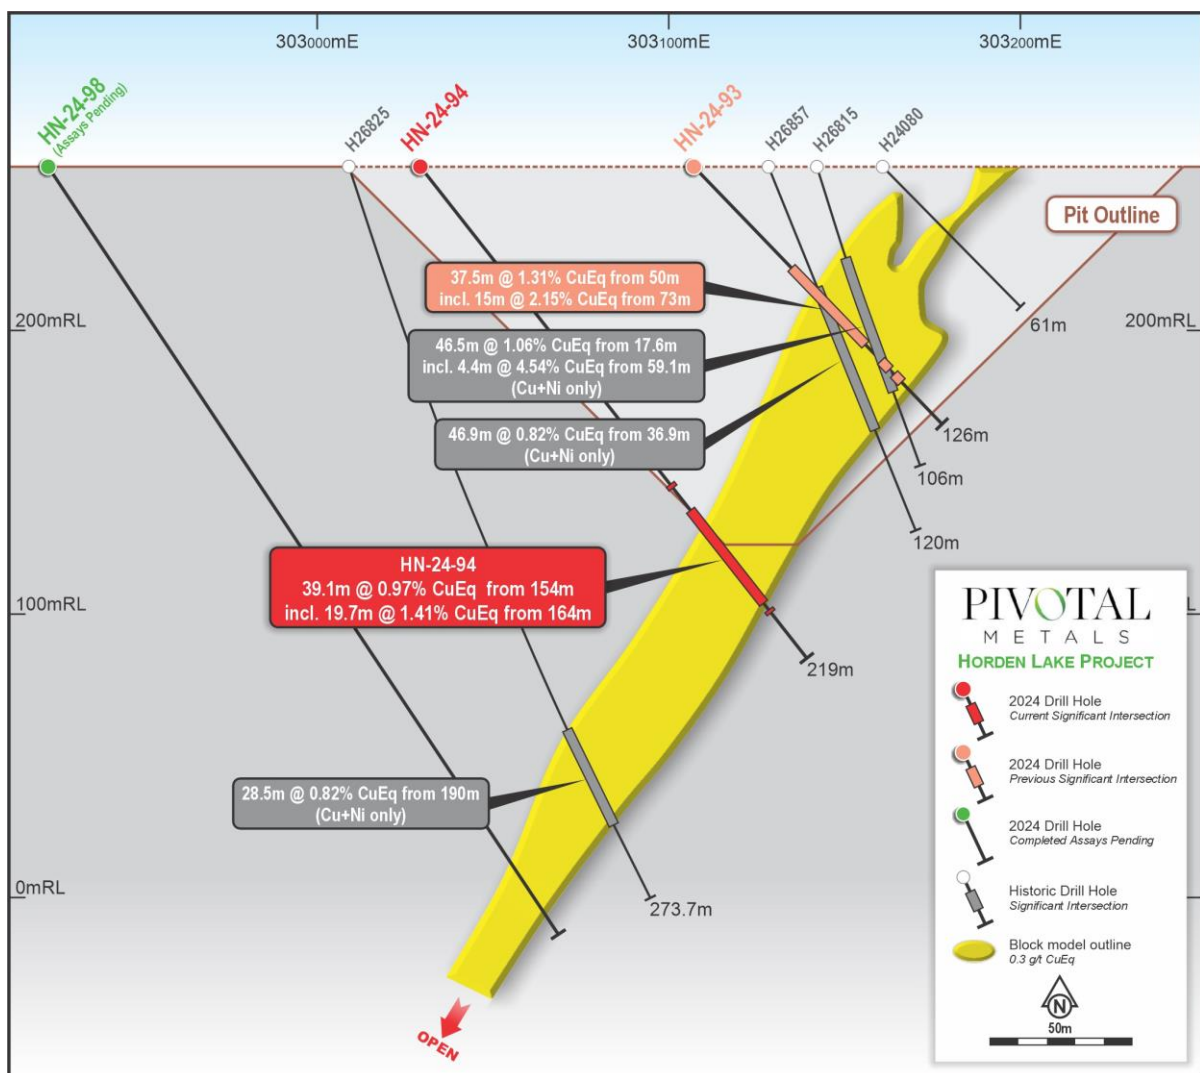 303000mE
303100mE
303200mE
HN-24-98
(Assays Pending)
H26825
HN-24-94
HN-24-93
H26857
H26815
H24080
Pit Outline
37.5m @ 1.31% CuEq from 50m
incl. 15m @ 2.15% CuEq from 73m
200mRL
61m
200mRL
46.5m @ 1.06% CuEq from 17.6m
incl. 4.4m @ 4.54% CuEq from 59.1m
(Cu+Ni only)
46.9m @ 0.82% CuEq from 36.9m
(Cu+Ni only)
126m
106m
120m
HN-24-94
39.1m @ 0.97% CuEq from 154m
incl. 19.7m @ 1.41% CuEq from 164m
100mRL
L
219m
28.5m @ 0.82% CuEq from 190m
(Cu+Ni only)
0mRL
273.7m
OPEN
PIVOTAL
METALS
HORDEN LAKE PROJECT
2024 Drill Hole
Current Significant Intersection
2024 Drill Hole
Previous Significant Intersection
2024 Drill Hole
Completed Assays Pending
Historic Drill Hole
Significant Intersection
Block model outline
0.3 g/t CuEq
N
50m